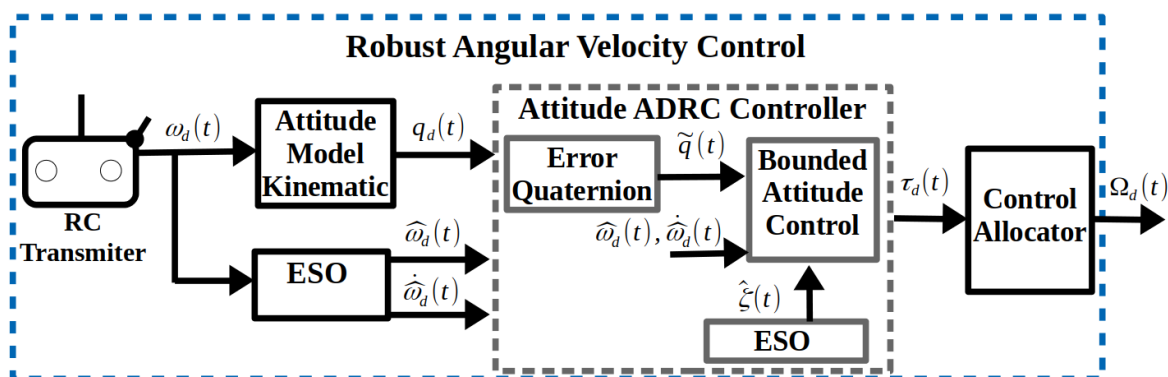 Robust Angular Velocity Control
RC
Transmiter
ω_d(t)
Attitude
Model
Kinematic
q_d(t)
ESO
ω̂_d(t)
ω̂̇_d(t)
Attitude ADRC Controller
Error
Quaternion
q̃(t)
Bounded
Attitude
Control
ω̂_d(t), ω̂̇_d(t)
ξ̂(t)
ESO
τ_d(t)
Control
Allocator
Ω_d(t)